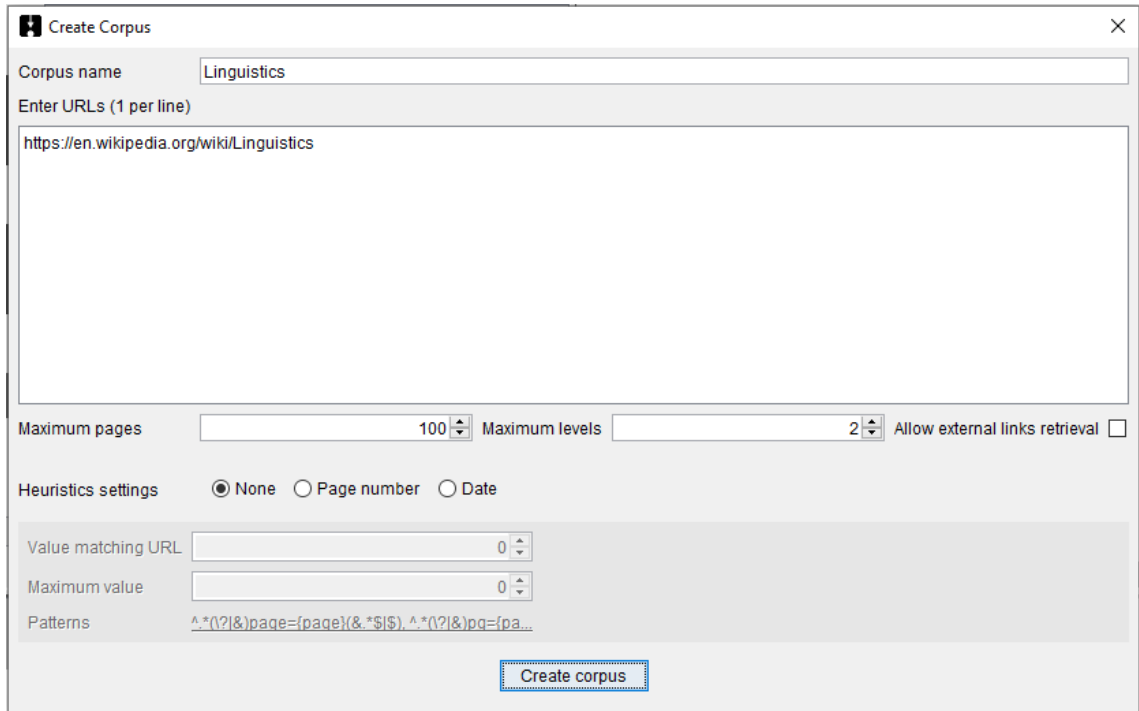 Create Corpus
Corpus name Linguistics
Enter URLs (1 per line)
https://en.wikipedia.org/wiki/Linguistics
Maximum pages 100 Maximum levels 2 Allow external links retrieval
Heuristics settings None Page number Date
Value matching URL 0
Maximum value 0
Patterns ^.*(\?|&)page={page}(&.*$|$), ^.*(\?|&)pg={pa...
Create corpus